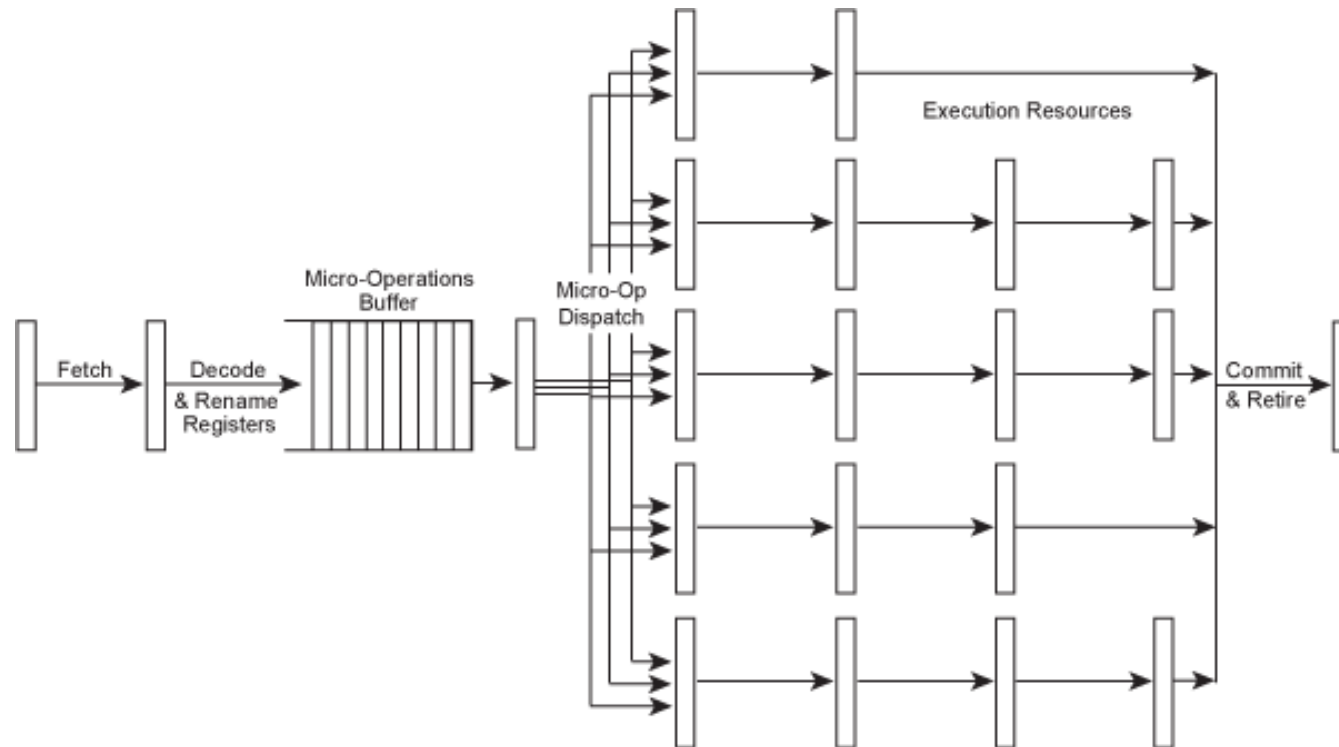 Fetch
Decode
& Rename
Registers
Micro-Operations
Buffer
Micro-Op
Dispatch
Execution Resources
Commit
& Retire